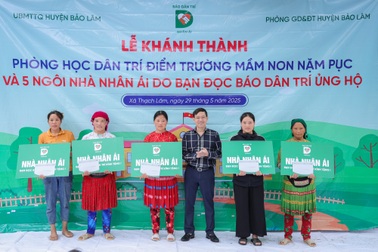 UBMTTQ HUYỆN BẢO LÂM
BÁO DÂN TRÍ
PHÒNG GD&ĐT HUYỆN BẢO LÂM
LỄ KHÁNH THÀNH
PHÒNG HỌC DÂN TRÍ ĐIỂM TRƯỜNG MẦM NON NẶM PỤC
VÀ 5 NGÔI NHÀ NHÂN ÁI DO BẠN ĐỌC BÁO DÂN TRÍ ỦNG HỘ
Xã Thạch Lâm, ngày 29 tháng 5 năm 2025
NHÀ NHÂN ÁI
NHÀ NHÂN ÁI
NHÀ NHÂN ÁI
NHÀ NHÂN ÁI
NHÀ NHÂN ÁI